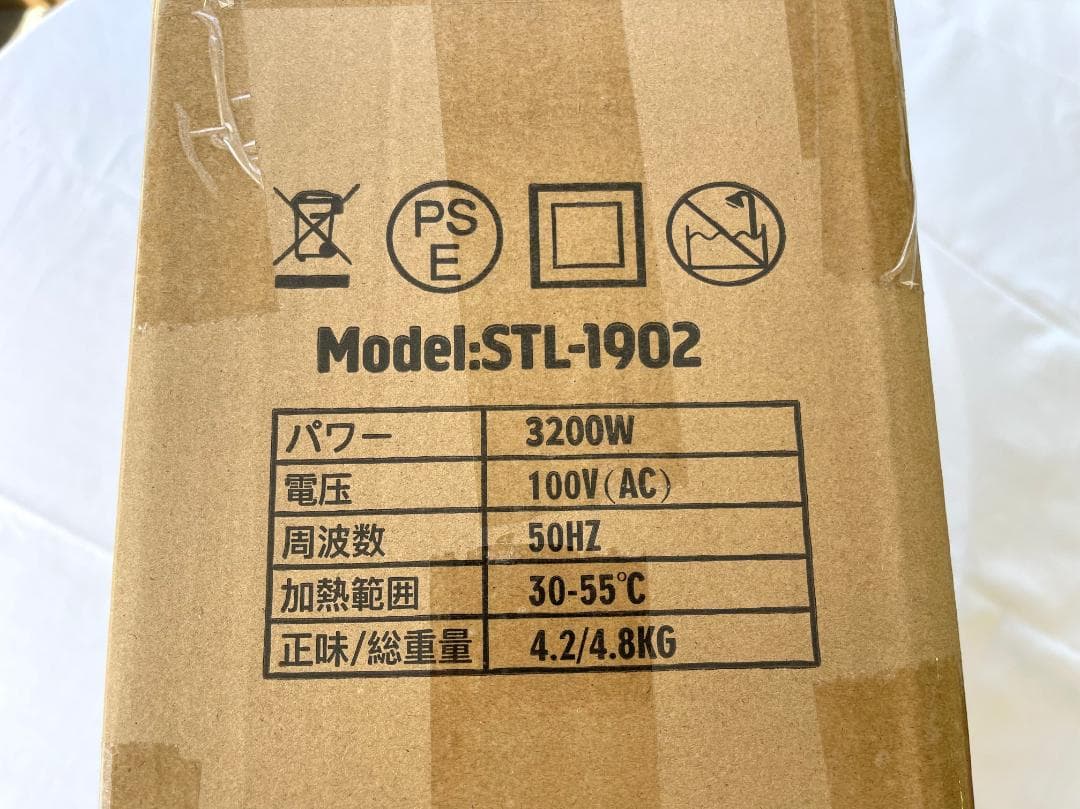 PS
E
Model:STL-1902
パワー 3200W
電圧 100V(AC)
周波数 50HZ
加熱範囲 30-55℃
正味/総重量 4.2/4.8KG